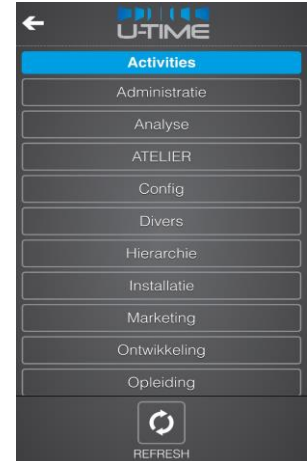 U-TIME
Activities
Administratie
Analyse
ATELIER
Config
Divers
Hierarchie
Installatie
Marketing
Ontwikkeling
Opleiding
REFRESH